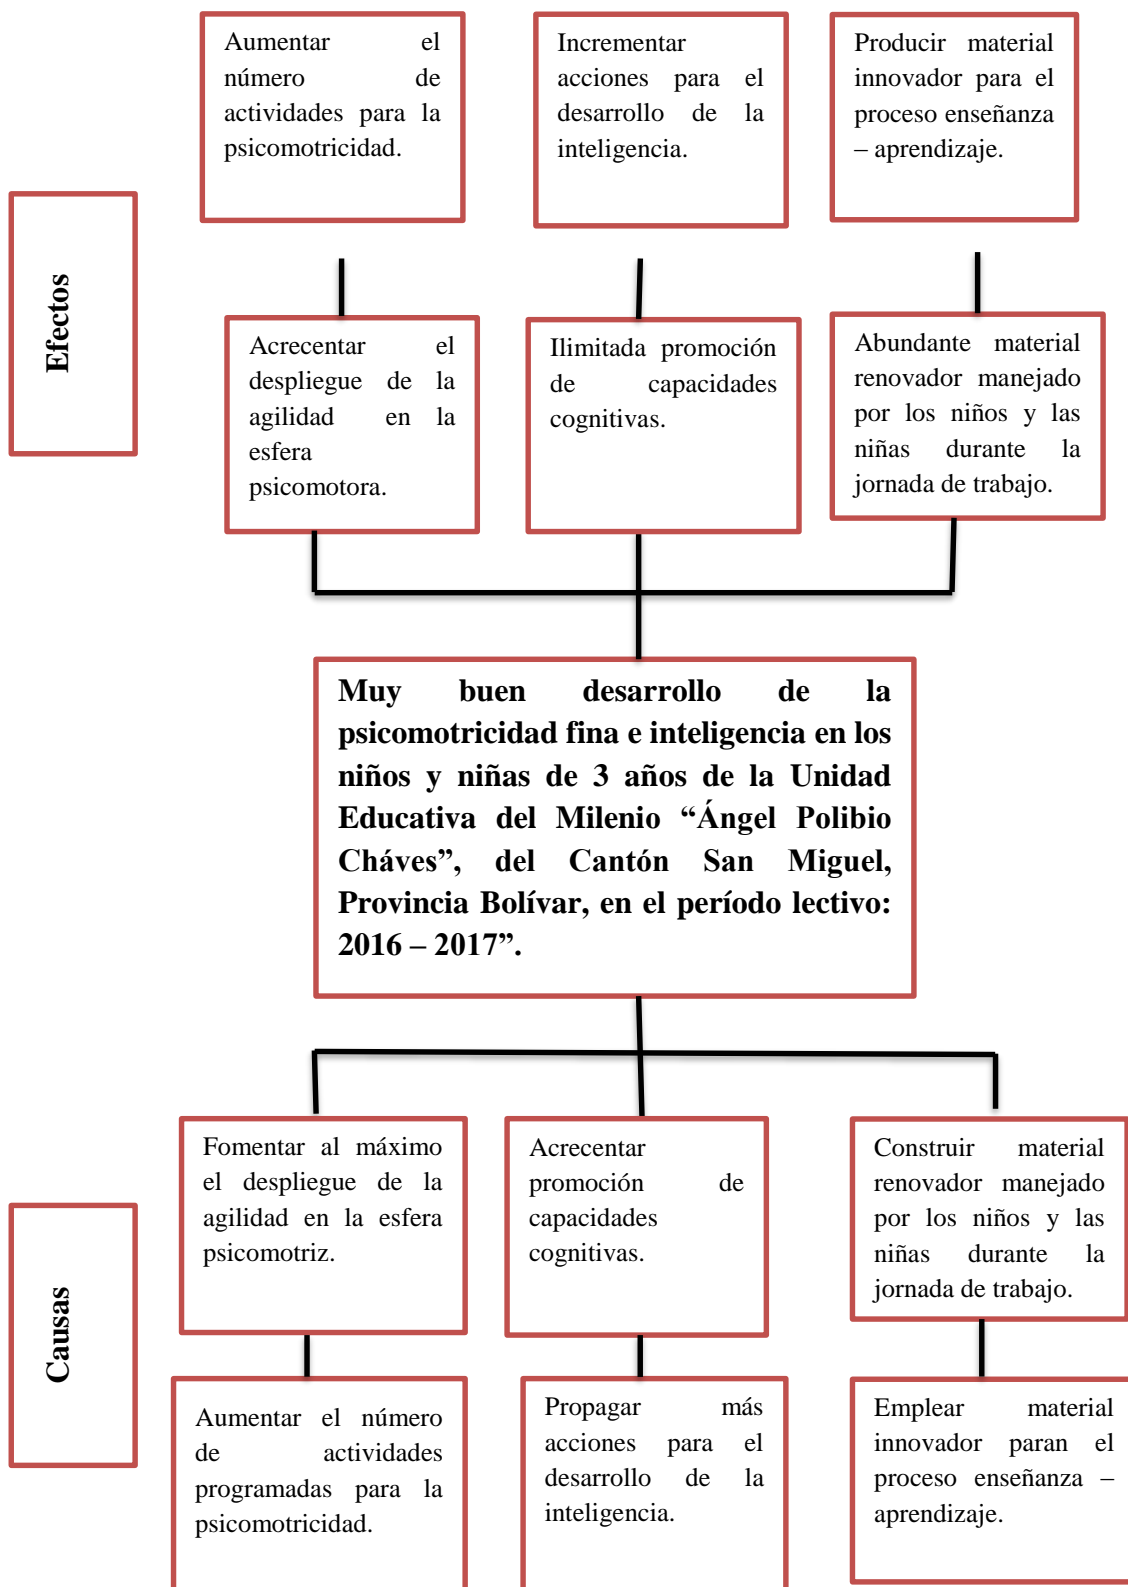 Aumentar el
número de
actividades para la
psicomotricidad.
Incrementar
acciones para el
desarrollo de la
inteligencia.
Producir material
innovador para el
proceso enseñanza
– aprendizaje.
Efectos
Acrecentar el
despliegue de la
agilidad en la
esfera
psicomotora.
Ilimitada promoción
de capacidades
cognitivas.
Abundante material
renovador manejado
por los niños y las
niñas durante la
jornada de trabajo.
Muy buen desarrollo de la
psicomotricidad fina e inteligencia en los
niños y niñas de 3 años de la Unidad
Educativa del Milenio “Ángel Polibio
Cháves”, del Cantón San Miguel,
Provincia Bolívar, en el período lectivo:
2016 – 2017”.
Fomentar al máximo
el despliegue de la
agilidad en la esfera
psicomotriz.
Acrecentar
promoción de
capacidades
cognitivas.
Construir material
renovador manejado
por los niños y las
niñas durante la
jornada de trabajo.
Causas
Aumentar el número
de actividades
programadas para la
psicomotricidad.
Propagar más
acciones para el
desarrollo de la
inteligencia.
Emplear material
innovador paran el
proceso enseñanza –
aprendizaje.